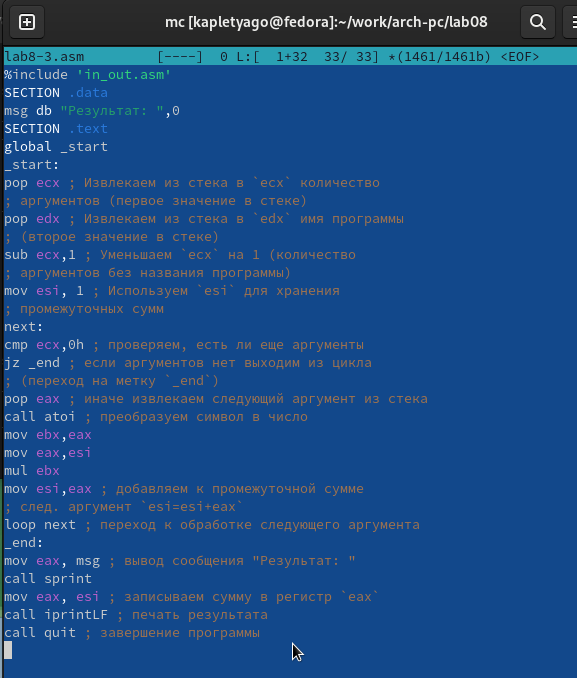 mc [kapletyago@fedora]:~/work/arch-pc/lab08
lab8-3.asm [----] 0 L:[ 1+32 33/ 33] *(1461/1461b) <EOF>
%include 'in_out.asm'
SECTION .data
msg db "Результат: ",0
SECTION .text
global _start
_start:
pop ecx ; Извлекаем из стека в `ecx` количество
; аргументов (первое значение в стеке)
pop edx ; Извлекаем из стека в `edx` имя программы
; (второе значение в стеке)
sub ecx,1 ; Уменьшаем `ecx` на 1 (количество
; аргументов без названия программы)
mov esi, 1 ; Используем `esi` для хранения
; промежуточных сумм
next:
cmp ecx,0h ; проверяем, есть ли еще аргументы
jz _end ; если аргументов нет выходим из цикла
; (переход на метку `_end`)
pop eax ; иначе извлекаем следующий аргумент из стека
call atoi ; преобразуем символ в число
mov ebx,eax
mov eax,esi
mul ebx
mov esi,eax ; добавляем к промежуточной сумме
; след. аргумент `esi=esi+eax`
loop next ; переход к обработке следующего аргумента
_end:
mov eax, msg ; вывод сообщения "Результат: "
call sprint
mov eax, esi ; записываем сумму в регистр `eax`
call iprintLF ; печать результата
call quit ; завершение программы